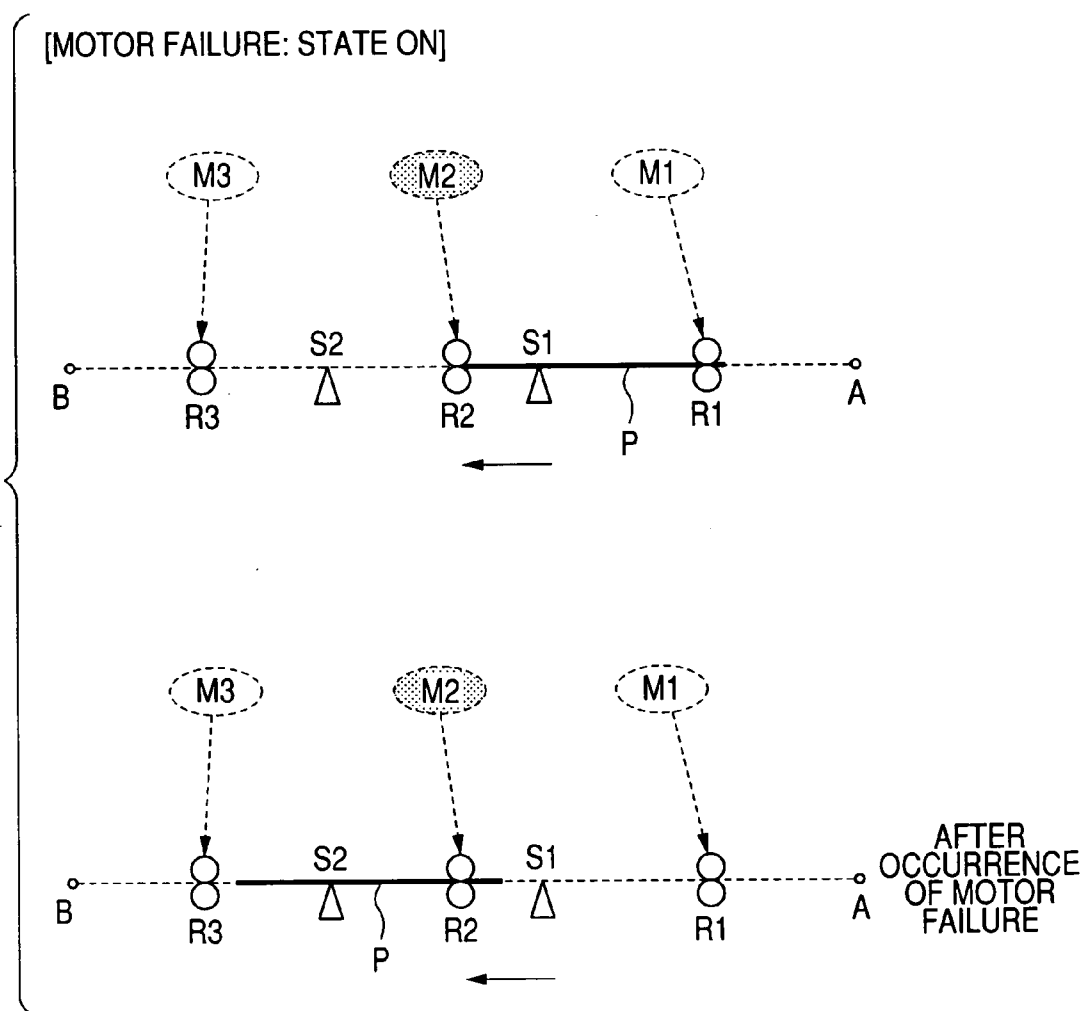 [MOTOR FAILURE: STATE ON]
M3 M2 M1
S2 S1
B A
R3 R2 R1
P
M3 M2 M1
AFTER
OCCURRENCE
OF MOTOR
FAILURE
S2 S1
B A
R3 R2 R1
P